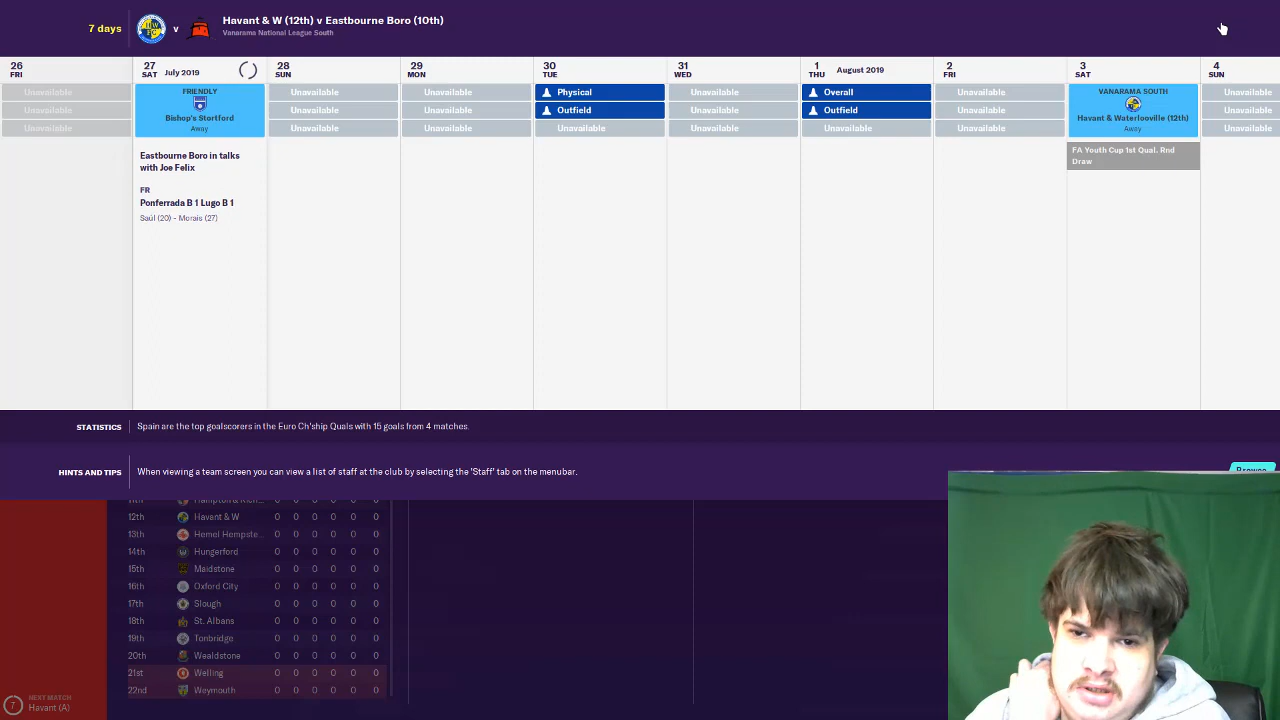 7 days
v
Havant & W (12th) v Eastbourne Boro (10th)
Vanarama National League South
26
FRI
27
SAT
July 2019
28
SUN
29
MON
30
TUE
31
WED
1
THU
August 2019
2
FRI
3
SAT
4
SUN
Unavailable
Unavailable
Unavailable
FRIENDLY
Bishop's Stortford
Away
Unavailable
Unavailable
Unavailable
Unavailable
Unavailable
Unavailable
Physical
Outfield
Unavailable
Unavailable
Unavailable
Unavailable
Overall
Outfield
Unavailable
Unavailable
Unavailable
Unavailable
VANARAMA SOUTH
Havant & Waterlooville (12th)
Away
Unavailable
Unavailable
Unavailable
Eastbourne Boro in talks
with Joe Felix
FR
Ponferrada B 1 Lugo B 1
Saúl (20) - Morais (27)
FA Youth Cup 1st Qual. Rnd
Draw
STATISTICS
Spain are the top goalscorers in the Euro Ch'ship Quals with 15 goals from 4 matches.
HINTS AND TIPS
When viewing a team screen you can view a list of staff at the club by selecting the 'Staff' tab on the menubar.
Browse
11th Hampton & Rich... 0 0 0 0 0
12th Havant & W 0 0 0 0 0
13th Hemel Hempste... 0 0 0 0 0
14th Hungerford 0 0 0 0 0
15th Maidstone 0 0 0 0 0
16th Oxford City 0 0 0 0 0
17th Slough 0 0 0 0 0
18th St. Albans 0 0 0 0 0
19th Tonbridge 0 0 0 0 0
20th Wealdstone 0 0 0 0 0
21st Welling 0 0 0 0 0
22nd Weymouth 0 0 0 0 0
7
NEXT MATCH
Havant (A)